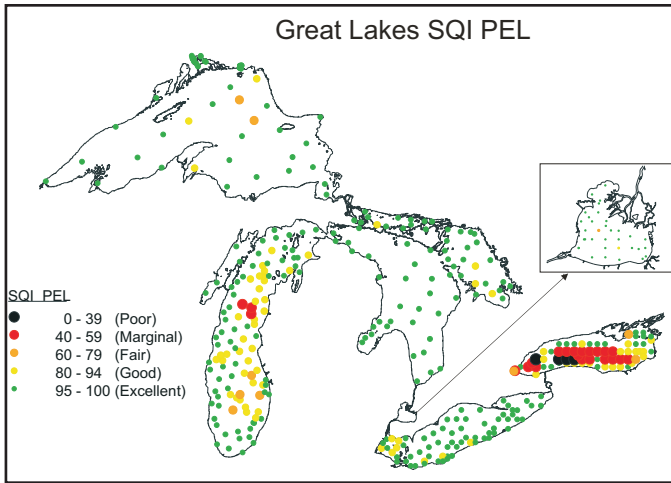 Great Lakes SQI PEL
SQI PEL
0 - 39 (Poor)
40 - 59 (Marginal)
60 - 79 (Fair)
80 - 94 (Good)
95 - 100 (Excellent)